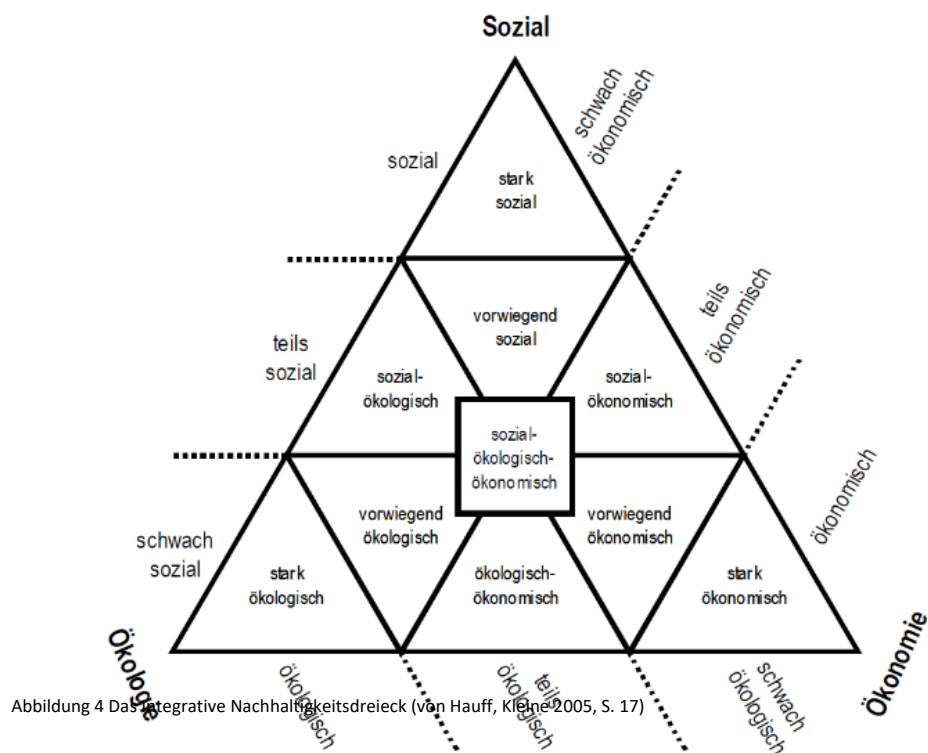 Sozial
schwach
ökonomisch
sozial
stark
sozial
teils
ökonomisch
vorwiegend
sozial
teils
sozial
sozial-
ökologisch
sozial-
ökonomisch
sozial-
ökologisch-
ökonomisch
ökonomisch
schwach
sozial
vorwiegend
ökologisch
vorwiegend
ökonomisch
stark
ökologisch
ökologisch-
ökonomisch
stark
ökonomisch
Ökologie
ökologisch
teils
ökologisch
schwach
ökologisch
Ökonomie
Abbildung 4 Das Integrative Nachhaltigkeitsdreieck (von Hauff, Kleine 2005, S. 17)